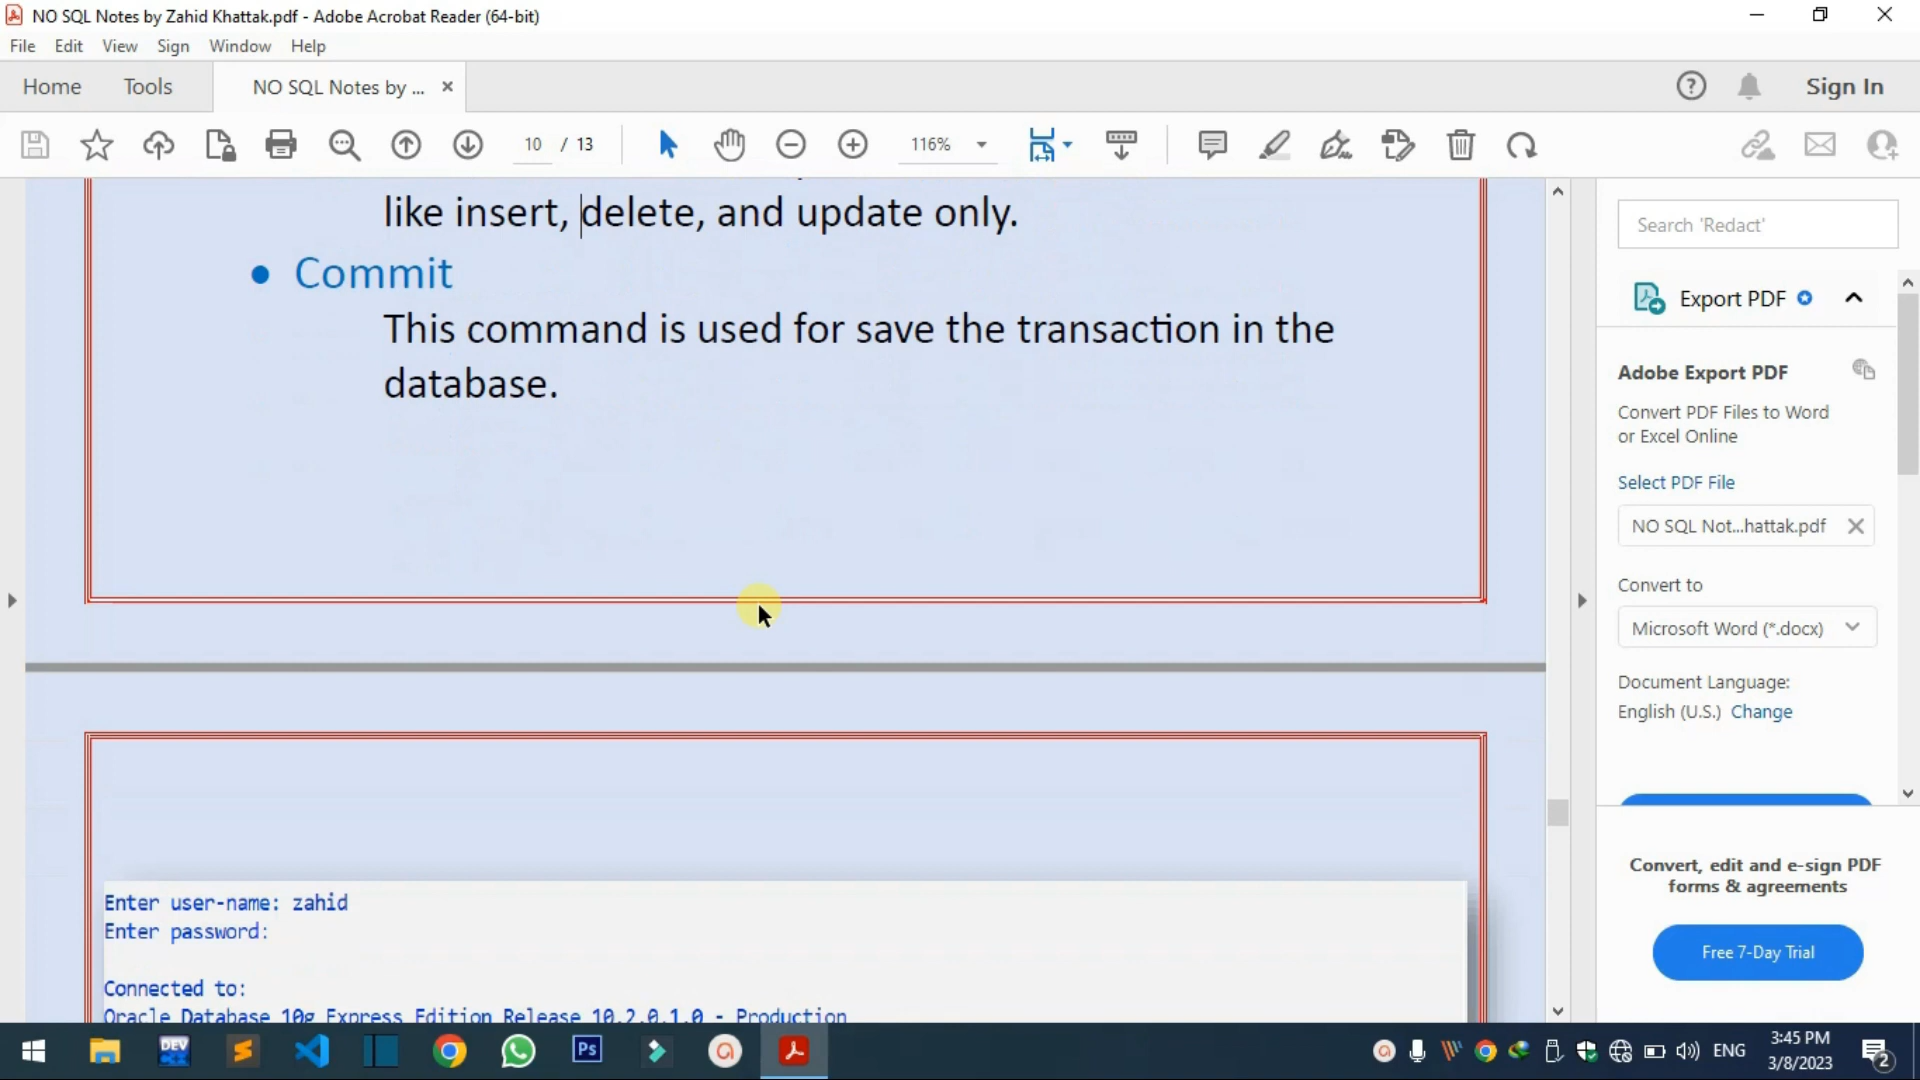 NO SQL Notes by Zahid Khattak.pdf - Adobe Acrobat Reader (64-bit)
File Edit View Sign Window Help
Home Tools NO SQL Notes by ... Sign In
10 / 13 116%
like insert, delete, and update only.
Commit
This command is used for save the transaction in the
database.
Enter user-name: zahid
Enter password:
Connected to:
Oracle Database 10g Express Edition Release 10.2.0.1.0 - Production
Search 'Redact'
Export PDF
Adobe Export PDF
Convert PDF Files to Word
or Excel Online
Select PDF File
NO SQL Not...hattak.pdf
Convert to
Microsoft Word (*.docx)
Document Language:
English (U.S.) Change
Convert, edit and e-sign PDF
forms & agreements
Free 7-Day Trial
DEV
Ps
ENG
3:45 PM
3/8/2023
2